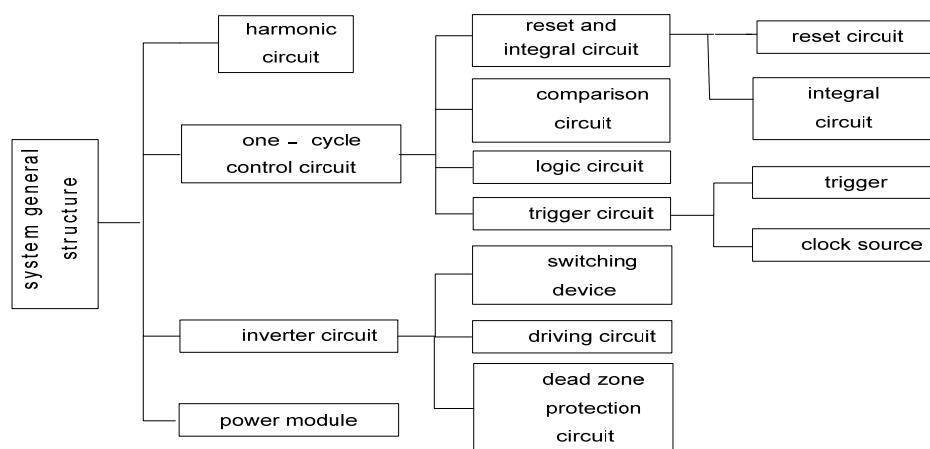 system general
structure
harmonic
circuit
one – cycle
control circuit
inverter circuit
power module
reset and
integral circuit
comparison
circuit
logic circuit
trigger circuit
switching
device
driving circuit
dead zone
protection
circuit
reset circuit
integral
circuit
trigger
clock source